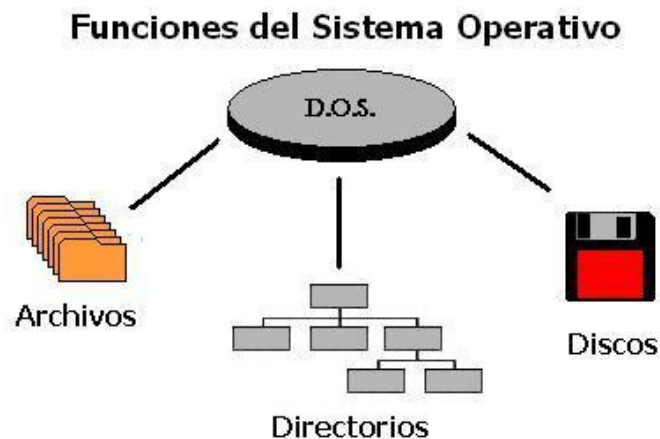 Funciones del Sistema Operativo
D.O.S.
Archivos
Directorios
Discos